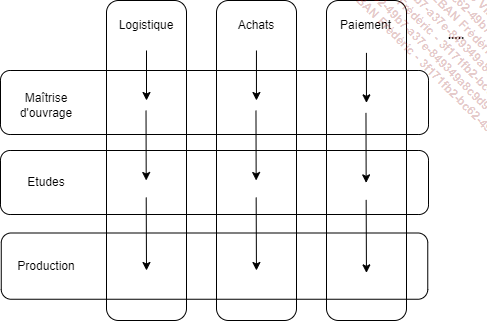 Logistique
Achats
Paiement
.....
Maîtrise
d'ouvrage
Etudes
Production